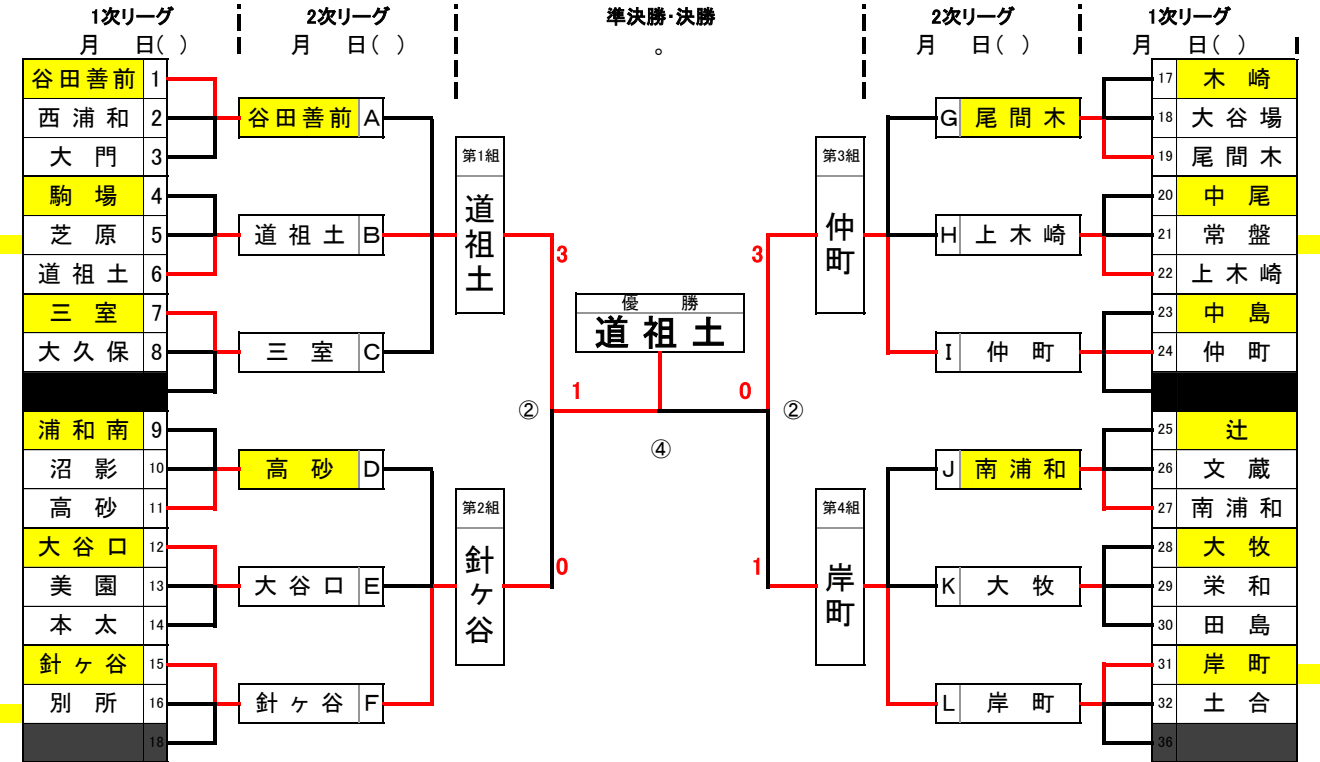 1次リーグ 2次リーグ 準決勝・決勝 2次リーグ 1次リーグ
月 日( ) 月 日( ) 。 月 日( ) 月 日( )
谷田善前 1
西浦和 2
大門 3
駒場 4
芝原 5
道祖土 6
三室 7
大久保 8
浦和南 9
沼影 10
高砂 11
大谷口 12
美園 13
本太 14
針ヶ谷 15
別所 16
18
谷田善前 A
道祖土 B
三室 C
高砂 D
大谷口 E
針ヶ谷 F
第1組
道祖土
第2組
針ヶ谷
3
0
②
1
優勝
道祖土
④
0
②
3
1
第3組
仲町
第4組
岸町
G 尾間木
H 上木崎
I 仲町
J 南浦和
K 大牧
L 岸町
17 木崎
18 大谷場
19 尾間木
20 中尾
21 常盤
22 上木崎
23 中島
24 仲町
25 辻
26 文蔵
27 南浦和
28 大牧
29 栄和
30 田島
31 岸町
32 土合
36